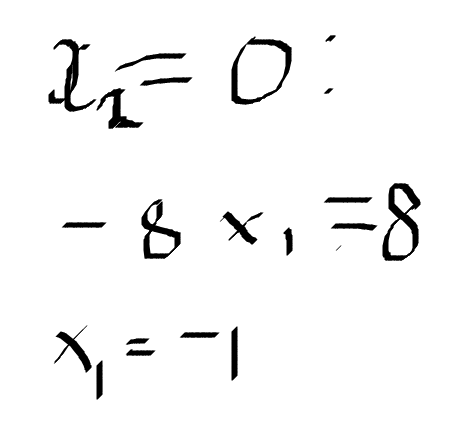 x₁ = 0 :
- 8 x₁ = 8
x₁ = -1